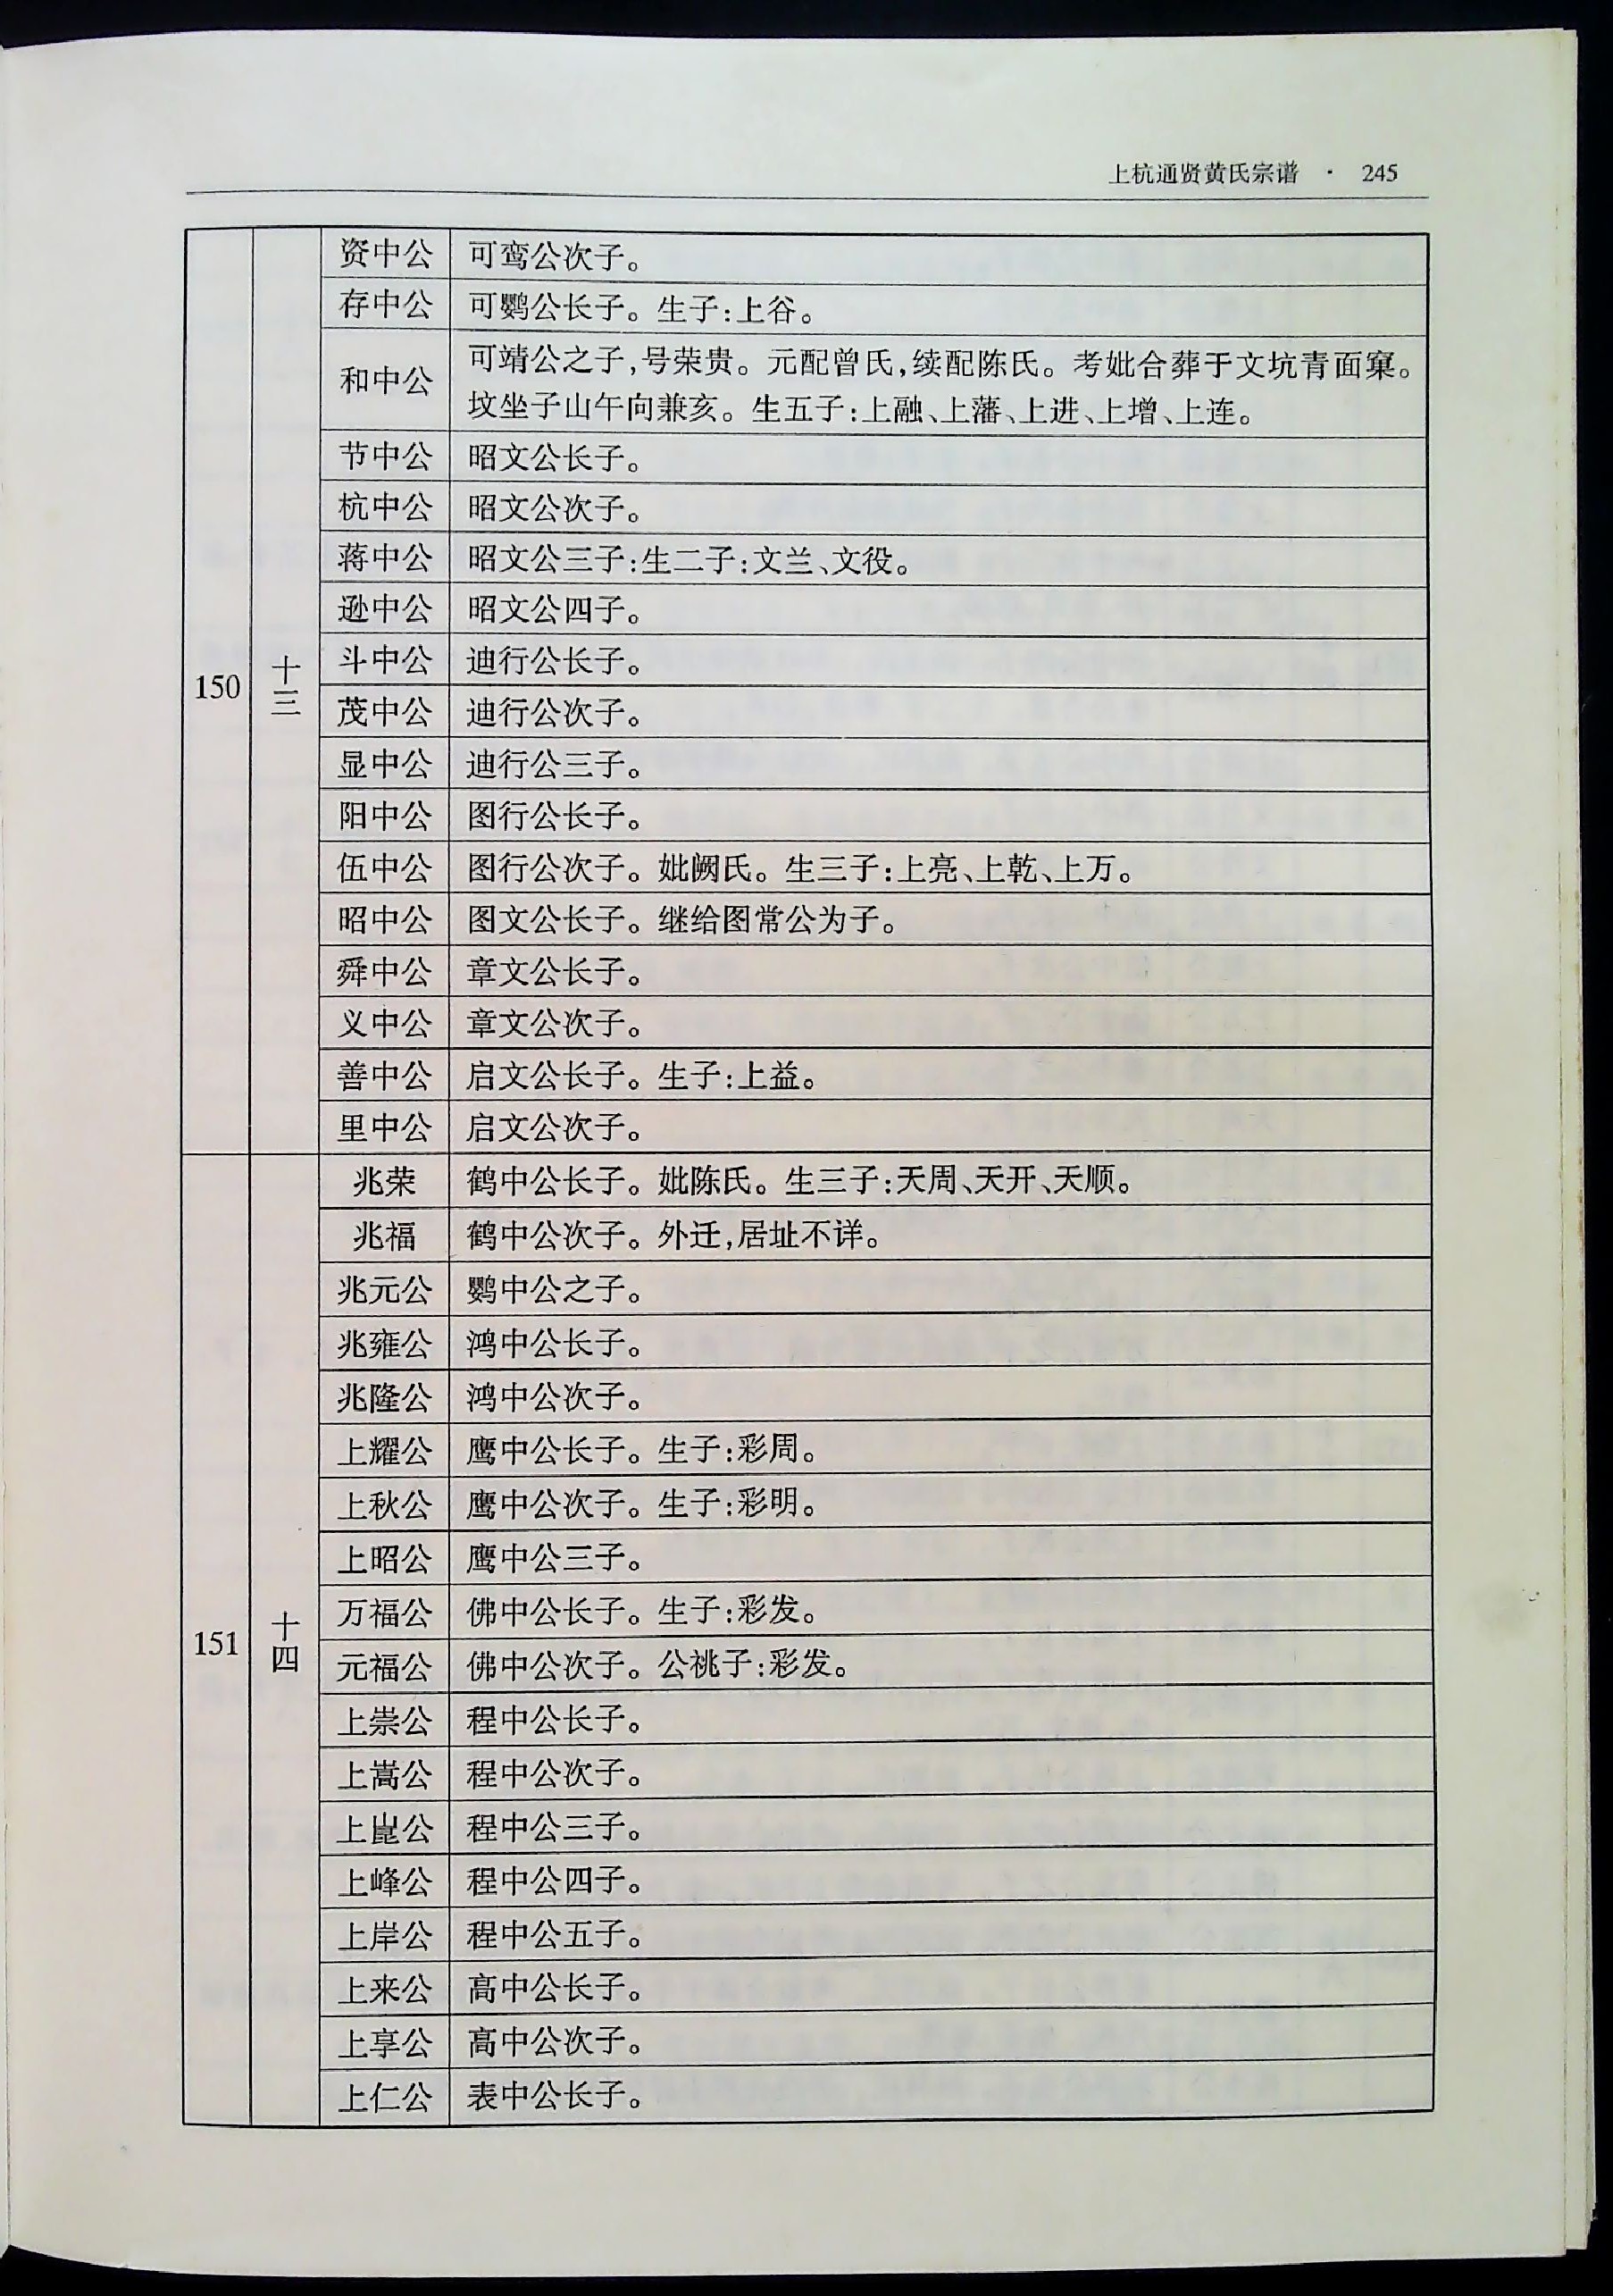 上杭通贤黄氏宗谱 · 245
150 十三
资中公 可鸾公次子。
存中公 可鹦公长子。生子:上谷。
和中公 可靖公之子,号荣贵。元配曾氏,续配陈氏。考妣合葬于文坑青面窠。
坟坐子山午向兼亥。生五子:上融、上藩、上进、上增、上连。
节中公 昭文公长子。
杭中公 昭文公次子。
蒋中公 昭文公三子:生二子:文兰、文役。
逊中公 昭文公四子。
斗中公 迪行公长子。
茂中公 迪行公次子。
显中公 迪行公三子。
阳中公 图行公长子。
伍中公 图行公次子。妣阙氏。生三子:上亮、上乾、上万。
昭中公 图文公长子。继给图常公为子。
舜中公 章文公长子。
义中公 章文公次子。
善中公 启文公长子。生子:上益。
里中公 启文公次子。
151 十四
兆荣 鹤中公长子。妣陈氏。生三子:天周、天开、天顺。
兆福 鹤中公次子。外迁,居址不详。
兆元公 鹦中公之子。
兆雍公 鸿中公长子。
兆隆公 鸿中公次子。
上耀公 鹰中公长子。生子:彩周。
上秋公 鹰中公次子。生子:彩明。
上昭公 鹰中公三子。
万福公 佛中公长子。生子:彩发。
元福公 佛中公次子。公祧子:彩发。
上崇公 程中公长子。
上嵩公 程中公次子。
上崑公 程中公三子。
上峰公 程中公四子。
上岸公 程中公五子。
上来公 高中公长子。
上享公 高中公次子。
上仁公 表中公长子。